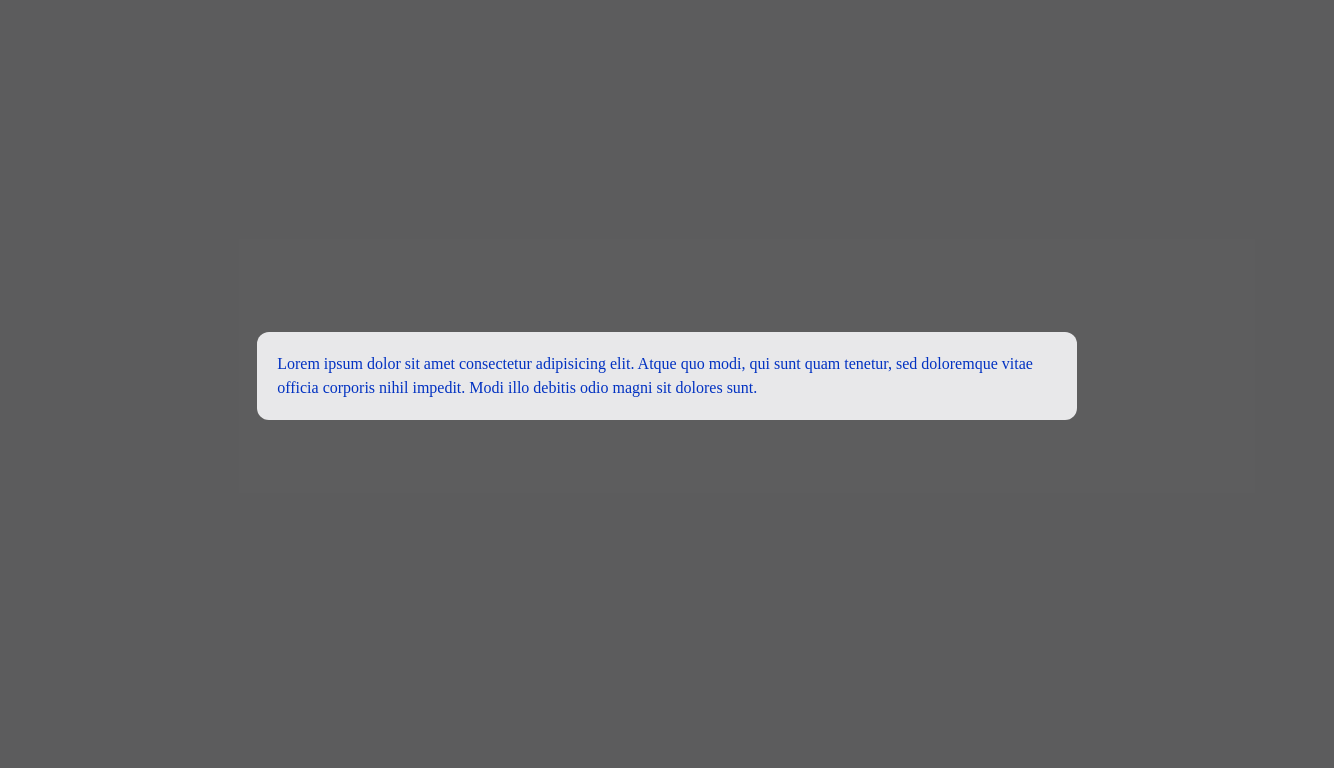 Lorem ipsum dolor sit amet consectetur adipisicing elit. Atque quo modi, qui sunt quam tenetur, sed doloremque vitae
officia corporis nihil impedit. Modi illo debitis odio magni sit dolores sunt.